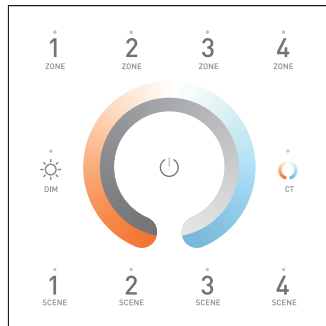 1 2 3 4
ZONE ZONE ZONE ZONE
DIM CT
1 2 3 4
SCENE SCENE SCENE SCENE